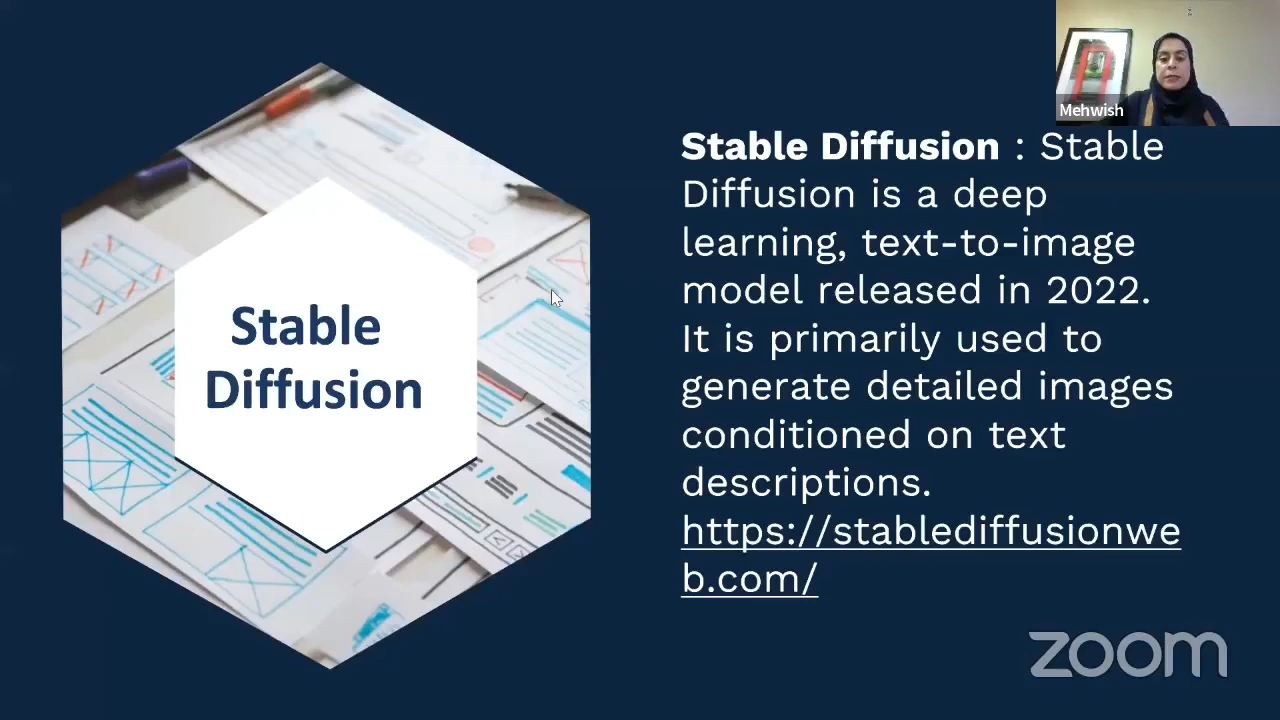 Mehwish
Stable
Diffusion
Stable Diffusion : Stable
Diffusion is a deep
learning, text-to-image
model released in 2022.
It is primarily used to
generate detailed images
conditioned on text
descriptions.
https://stablediffusionwe
b.com/
zoom